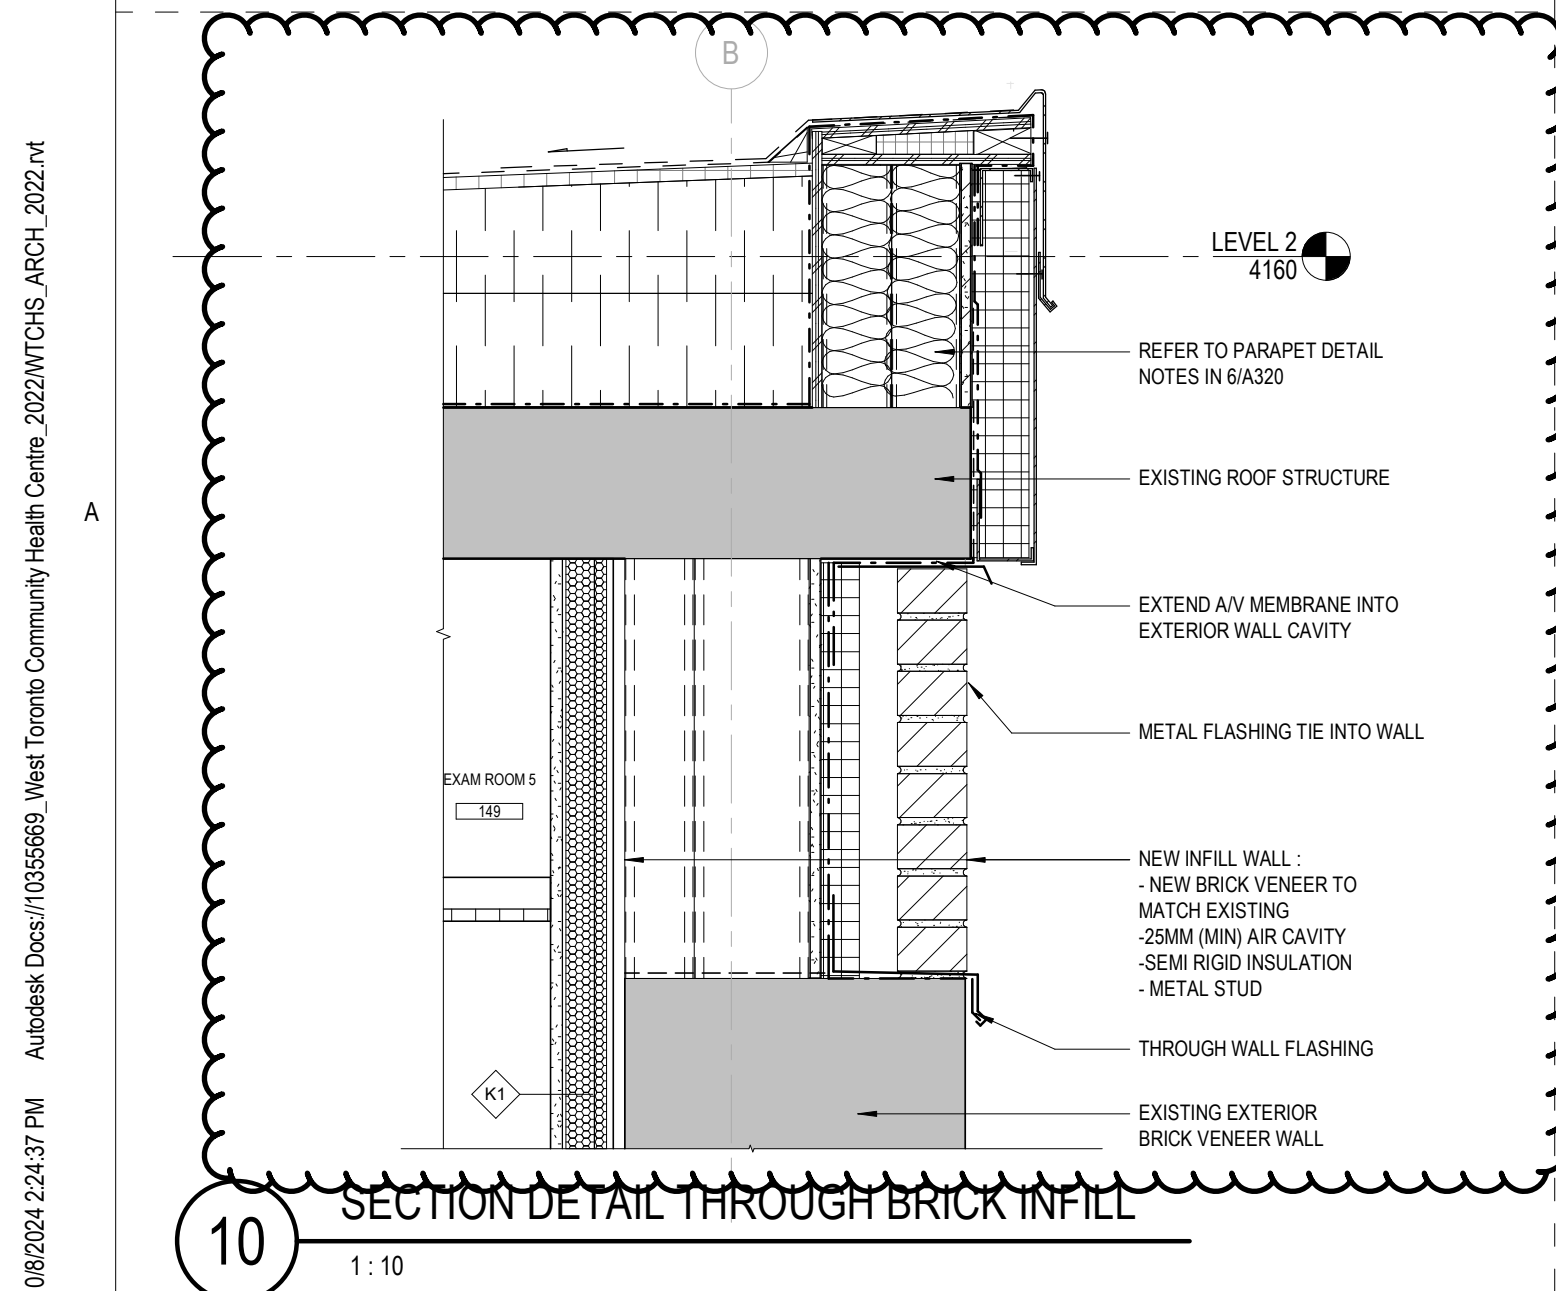 B
LEVEL 2
4160
REFER TO PARAPET DETAIL
NOTES IN 6/A320
EXISTING ROOF STRUCTURE
A
EXTEND A/V MEMBRANE INTO
EXTERIOR WALL CAVITY
METAL FLASHING TIE INTO WALL
EXAM ROOM 5
149
NEW INFILL WALL :
- NEW BRICK VENEER TO
MATCH EXISTING
-25MM (MIN) AIR CAVITY
-SEMI RIGID INSULATION
- METAL STUD
THROUGH WALL FLASHING
K1
EXISTING EXTERIOR
BRICK VENEER WALL
10
SECTION DETAIL THROUGH BRICK INFILL
1 : 10
0/8/2024 2:24:37 PM Autodesk Docs://10355669_West Toronto Community Health Centre_2022/WTCHS_ARCH_2022.rvt